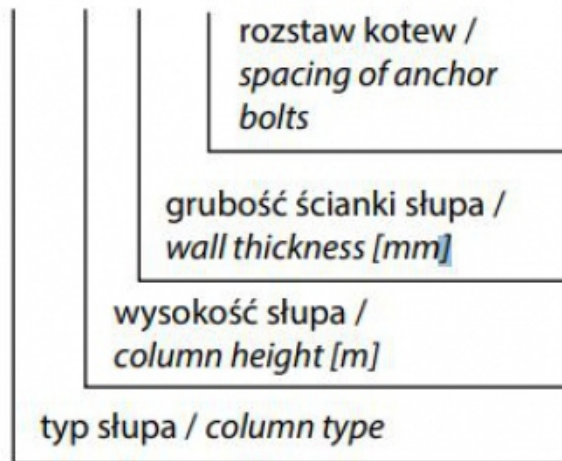 rozstaw kotew /
spacing of anchor
bolts
grubość ścianki słupa /
wall thickness [mm]
wysokość słupa /
column height [m]
typ słupa / column type